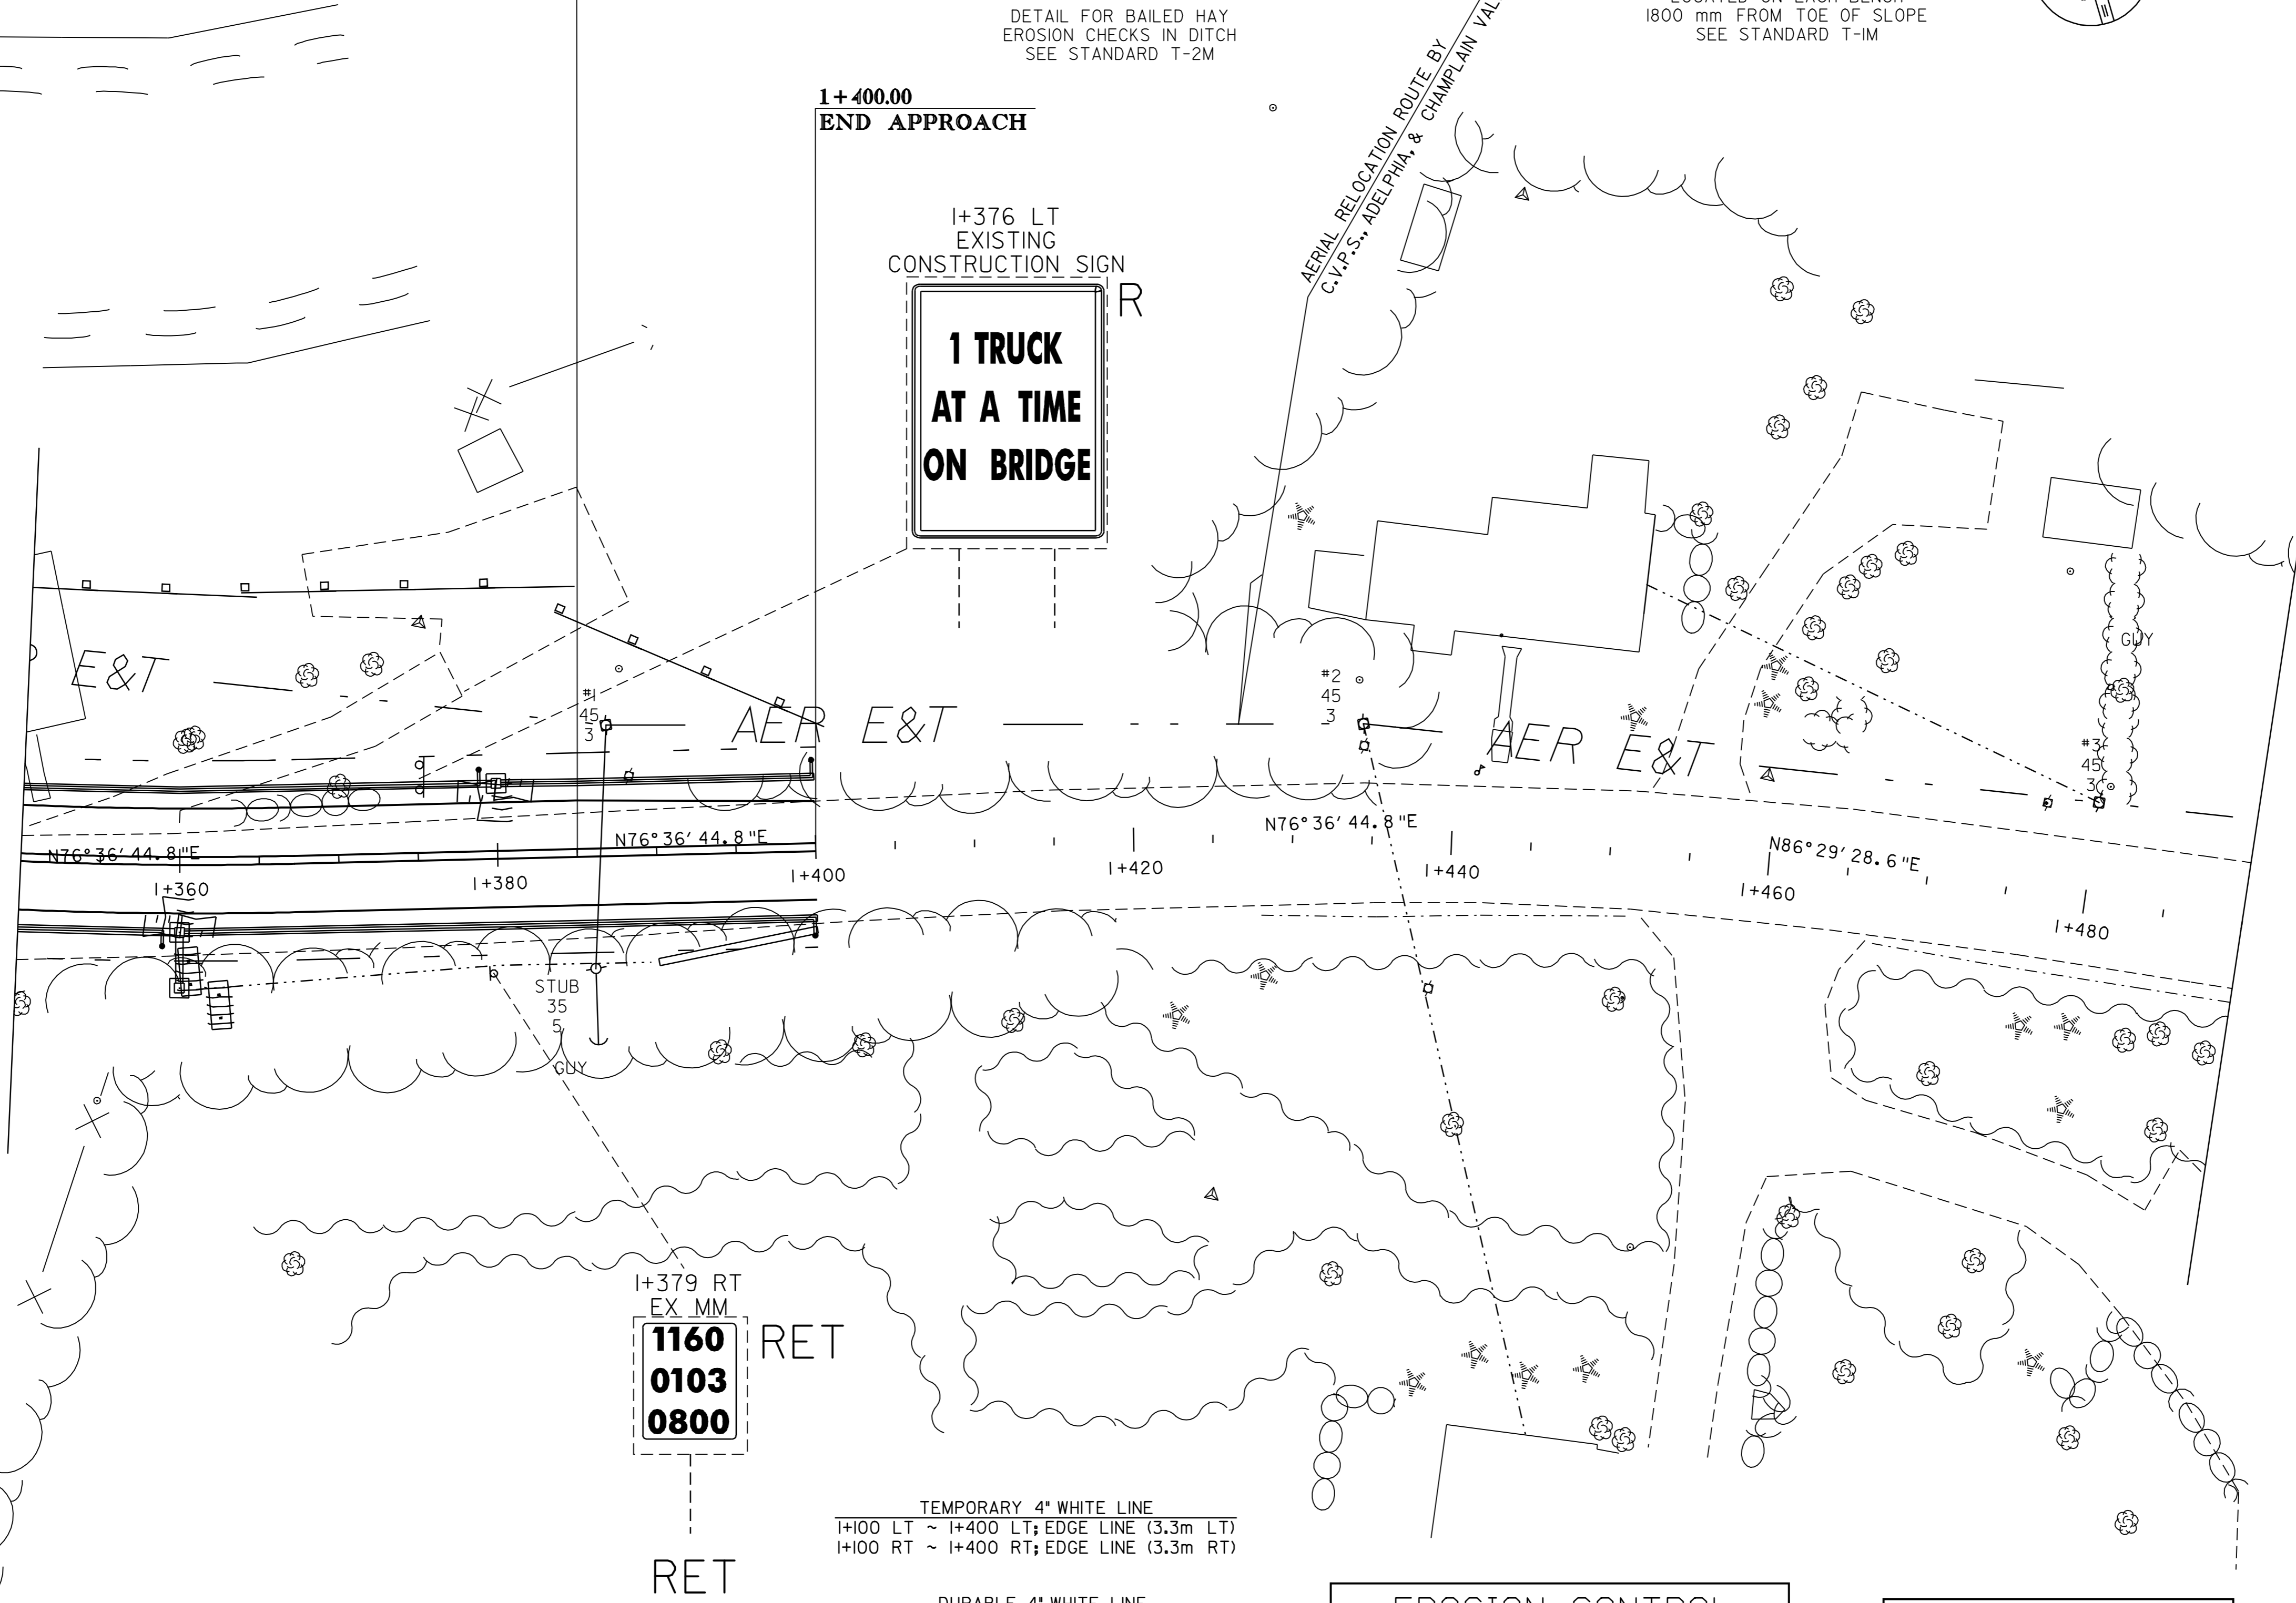 DETAIL FOR BAILED HAY
EROSION CHECKS IN DITCH
SEE STANDARD T-2M
1800 mm FROM TOE OF SLOPE
SEE STANDARD T-1M
1+400.00
END APPROACH
AERIAL RELOCATION ROUTE BY
C.V.P.S., ADELPHIA, & CHAMPLAIN VAL
1+376 LT
EXISTING
CONSTRUCTION SIGN
R
1 TRUCK
AT A TIME
ON BRIDGE
E&T
#1
45
3
AER E&T
#2
45
3
AER E&T
GUY
#3
45
3
N76°36'44.8"E
N76°36'44.8"E
N76°36'44.8"E
N86°29'28.6"E
1+360
1+380
1+400
1+420
1+440
1+460
1+480
STUB
35
5
GUY
1+379 RT
EX MM
1160
0103
0800
RET
RET
TEMPORARY 4" WHITE LINE
1+100 LT ~ 1+400 LT; EDGE LINE (3.3m LT)
1+100 RT ~ 1+400 RT; EDGE LINE (3.3m RT)
DURABLE 4" WHITE LINE
EROSION CONTROL